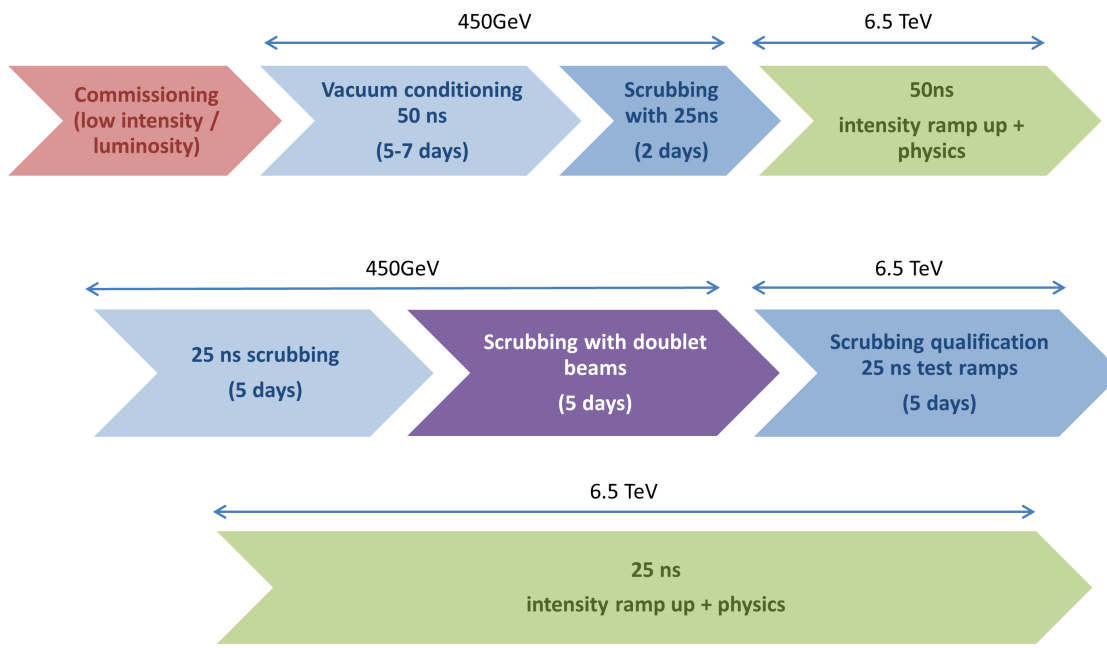 450GeV
6.5 TeV
Commissioning
(low intensity /
luminosity)
Vacuum conditioning
50 ns
(5-7 days)
Scrubbing
with 25ns
(2 days)
50ns
intensity ramp up +
physics
450GeV
6.5 TeV
25 ns scrubbing
(5 days)
Scrubbing with doublet
beams
(5 days)
Scrubbing qualification
25 ns test ramps
(5 days)
6.5 TeV
25 ns
intensity ramp up + physics